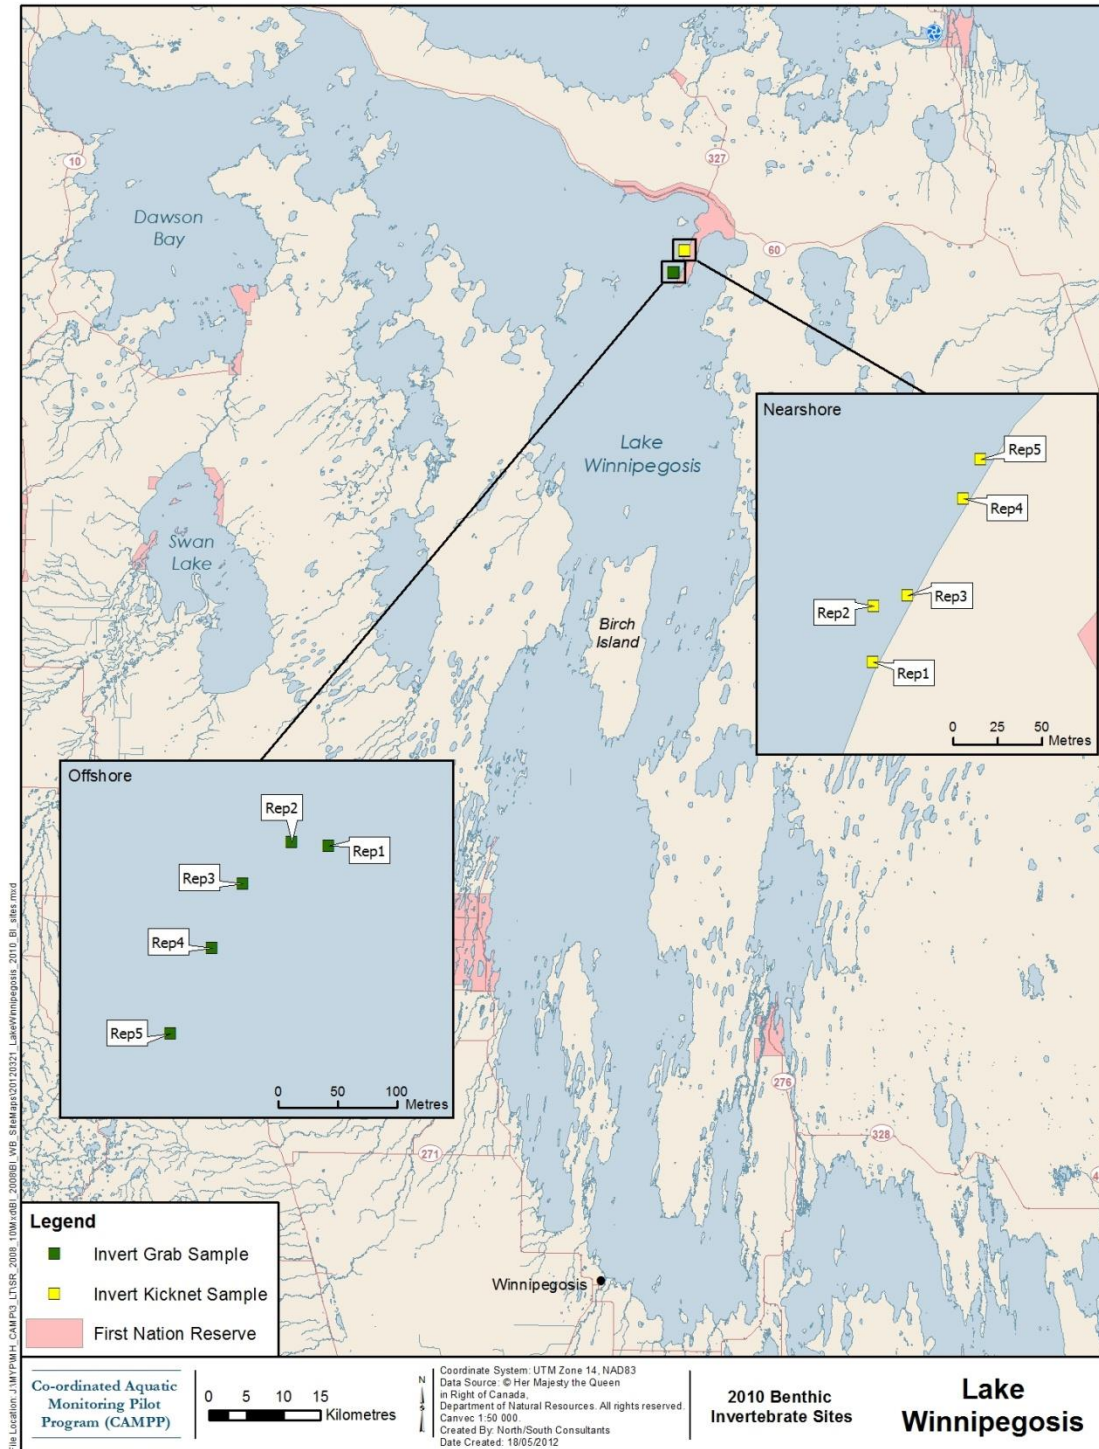 10
327
Dawson
Bay
60
Nearshore
Lake
Winnipegosis
Rep5
Rep4
Rep3
Rep2
Rep1
0 25 50
Metres
Swan
Lake
Birch
Island
Offshore
Rep2
Rep1
Rep3
Rep4
Rep5
0 50 100
Metres
276
328
271
4
Winnipegosis
Legend
Invert Grab Sample
Invert Kicknet Sample
First Nation Reserve
Co-ordinated Aquatic
Monitoring Pilot
Program (CAMPP)
0 5 10 15
Kilometres
N
S
Coordinate System: UTM Zone 14, NAD83
Data Source: © Her Majesty the Queen
in Right of Canada,
Department of Natural Resources. All rights reserved.
Canvec 1:50 000.
Created By: North/South Consultants
Date Created: 18/05/2012
2010 Benthic
Invertebrate Sites
Lake
Winnipegosis